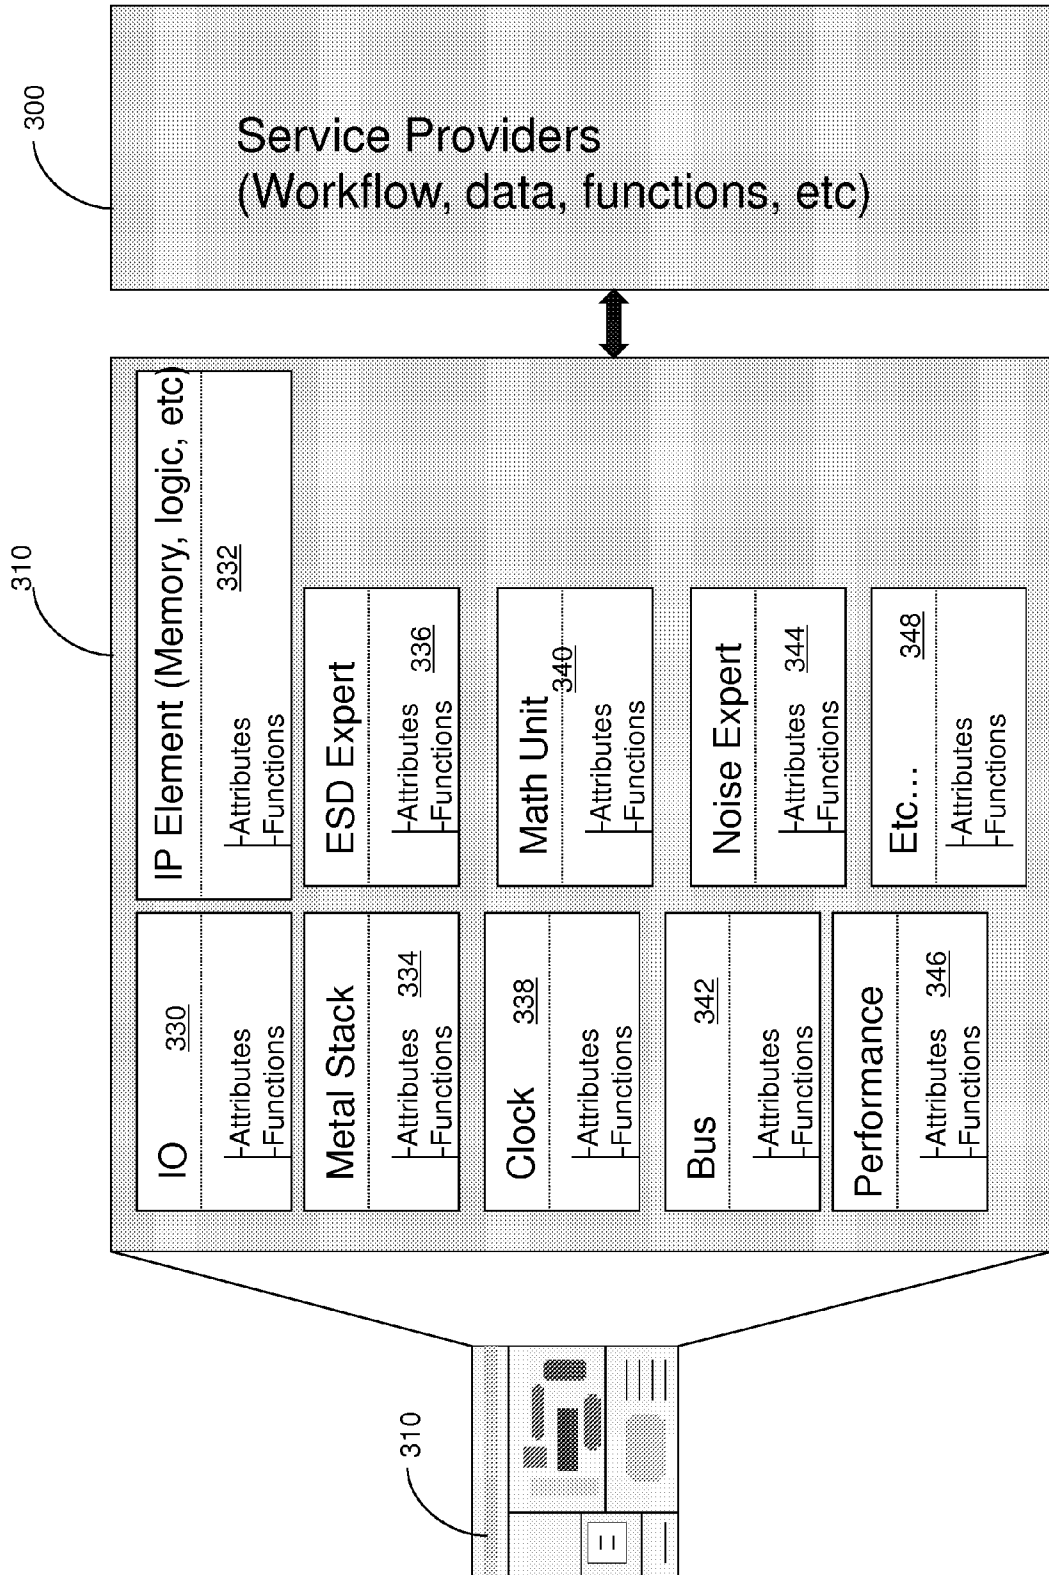 300
Service Providers
(Workflow, data, functions, etc)
310
IO
330
Attributes
Functions
IP Element (Memory, logic, etc)
332
Attributes
Functions
Metal Stack
334
Attributes
Functions
ESD Expert
336
Attributes
Functions
Clock
338
Attributes
Functions
Math Unit
340
Attributes
Functions
Bus
342
Attributes
Functions
Noise Expert
344
Attributes
Functions
Performance
346
Attributes
Functions
Etc...
348
Attributes
Functions
310